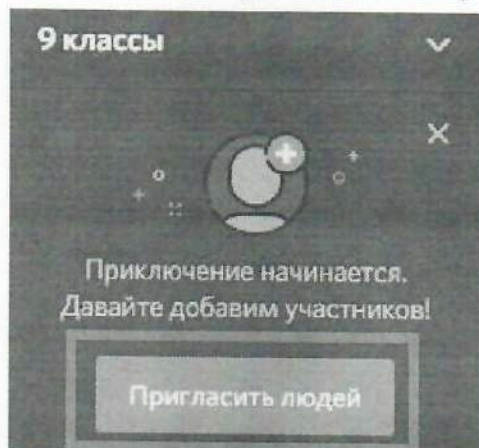 9 классы
Приключение начинается.
Давайте добавим участников!
Пригласить людей